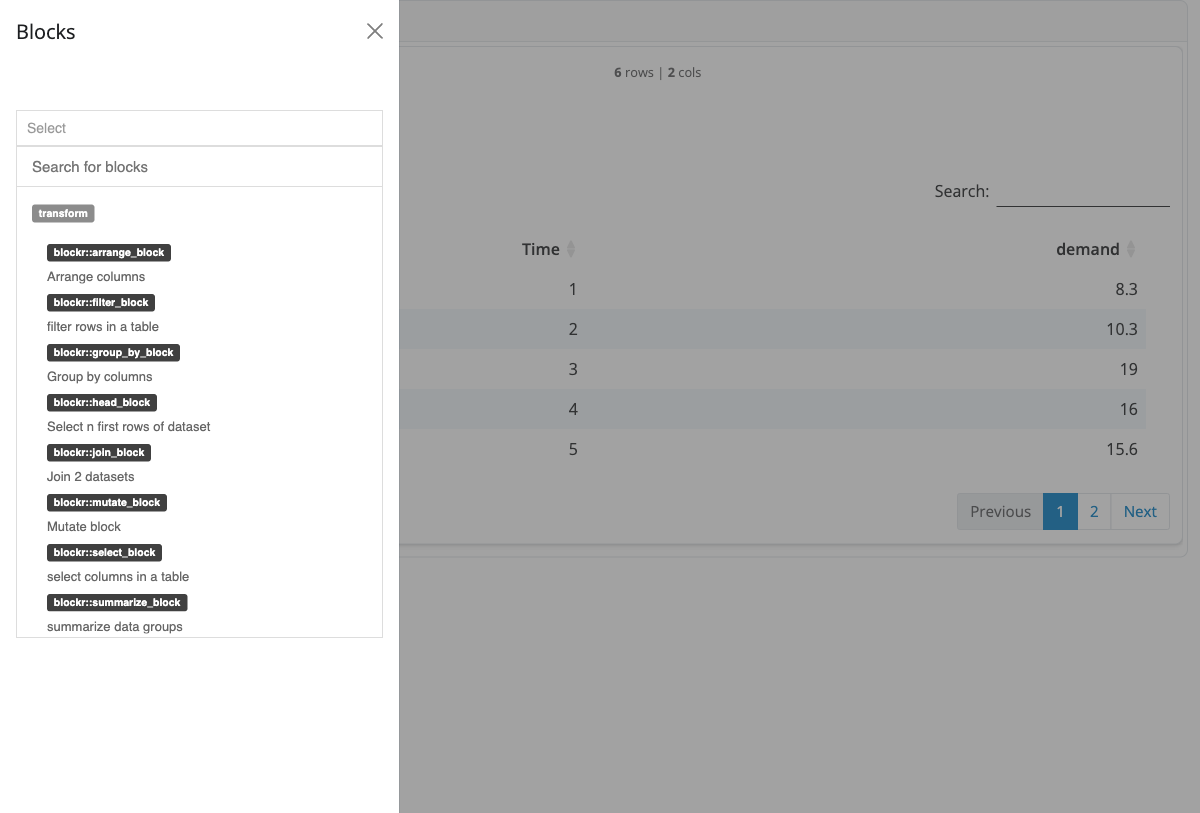 Blocks
Select
Search for blocks
transform
blockr::arrange_block
Arrange columns
blockr::filter_block
filter rows in a table
blockr::group_by_block
Group by columns
blockr::head_block
Select n first rows of dataset
blockr::join_block
Join 2 datasets
blockr::mutate_block
Mutate block
blockr::select_block
select columns in a table
blockr::summarize_block
summarize data groups
6 rows | 2 cols
Search:
Time demand
1 8.3
2 10.3
3 19
4 16
5 15.6
Previous 1 2 Next